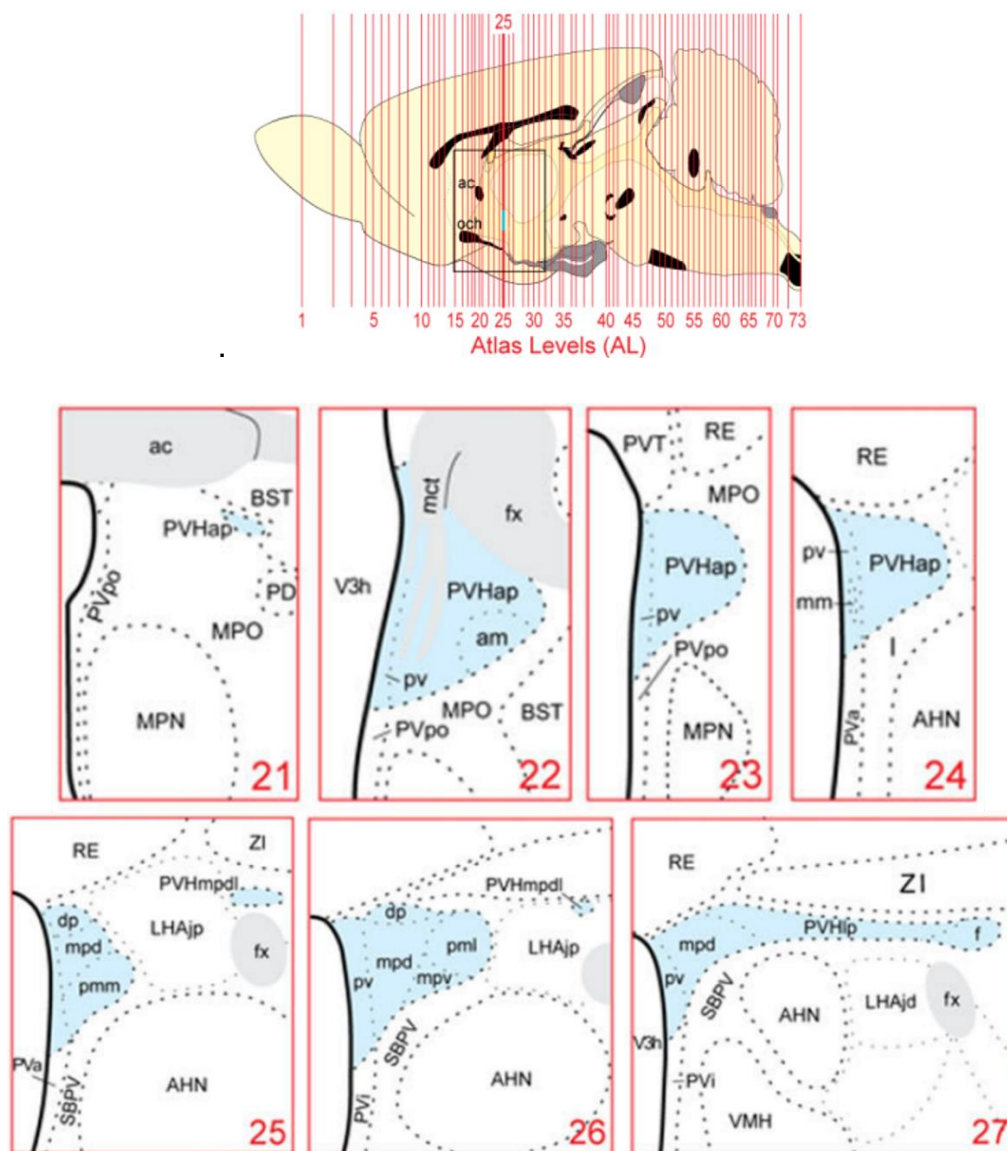 25
ac
och
1 5 10 15 20 25 30 35 40 45 50 55 60 65 70 73
Atlas Levels (AL)
.
ac
BST
PVHap
PVpo
PD
MPO
MPN
21
mct
fx
V3h
PVHap
am
pv
MPO
BST
PVpo
22
PVT
RE
MPO
PVHap
pv
PVpo
MPN
23
RE
pv
PVHap
mm
I
PVa
AHN
24
RE
ZI
PVHmpdl
dp
LHAjp
mpd
fx
pmm
PVa
SBPV
AHN
25
PVHmpdl
dp
pml
LHAjp
mpd
pv
mpv
SBPV
PVi
AHN
26
RE
ZI
PVHlp
f
mpd
pv
SBPV
AHN
LHAjd
fx
V3h
PVi
VMH
27